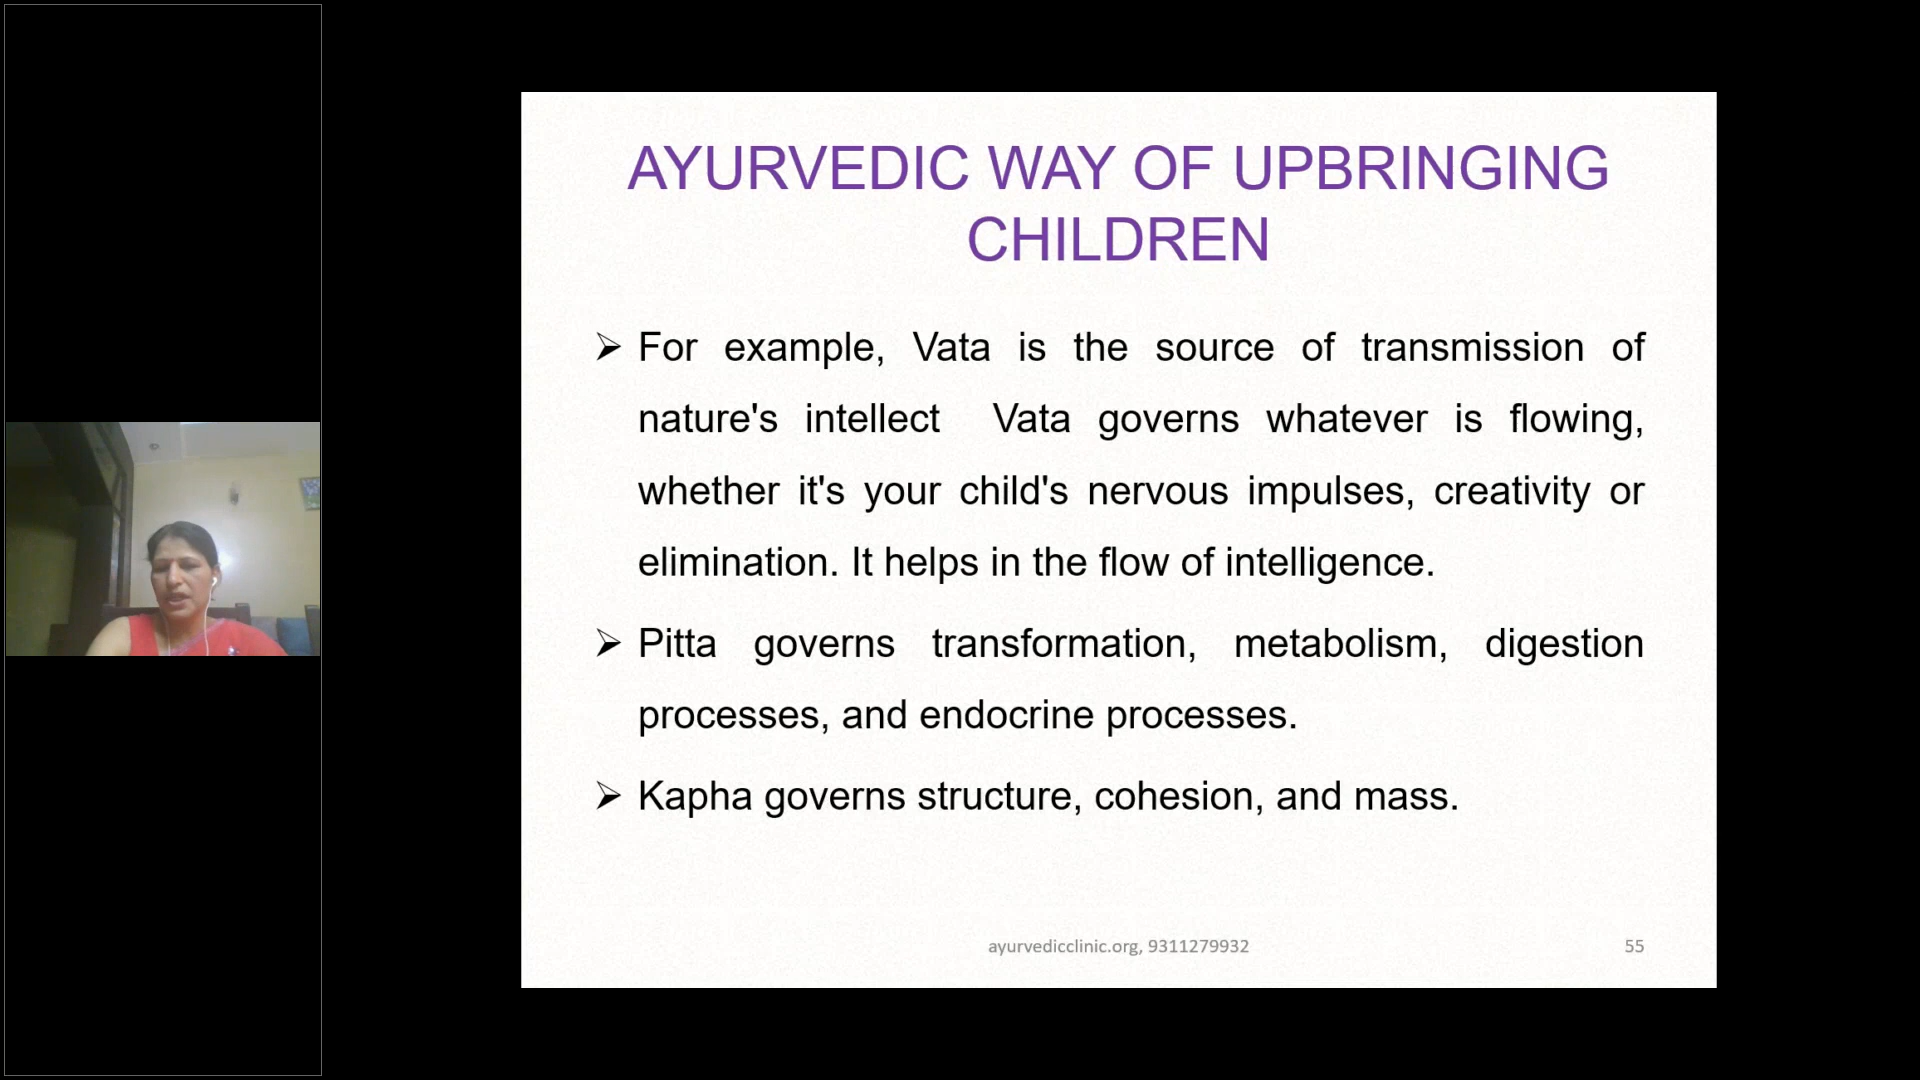 AYURVEDIC WAY OF UPBRINGING
CHILDREN
➢ For example, Vata is the source of transmission of
nature's intellect  Vata governs whatever is flowing,
whether it's your child's nervous impulses, creativity or
elimination. It helps in the flow of intelligence.
➢ Pitta governs transformation, metabolism, digestion
processes, and endocrine processes.
➢ Kapha governs structure, cohesion, and mass.
ayurvedicclinic.org, 9311279932
55